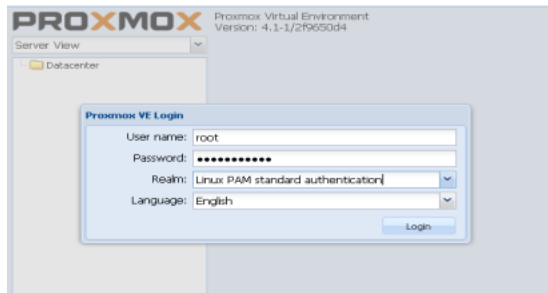 PROXMOX
Proxmox Virtual Environment
Version: 4.1-1/2f9650d4
Server View
Datacenter
Proxmox VE Login
User name: root
Password: ●●●●●●●●●●●
Realm: Linux PAM standard authentication
Language: English
Login